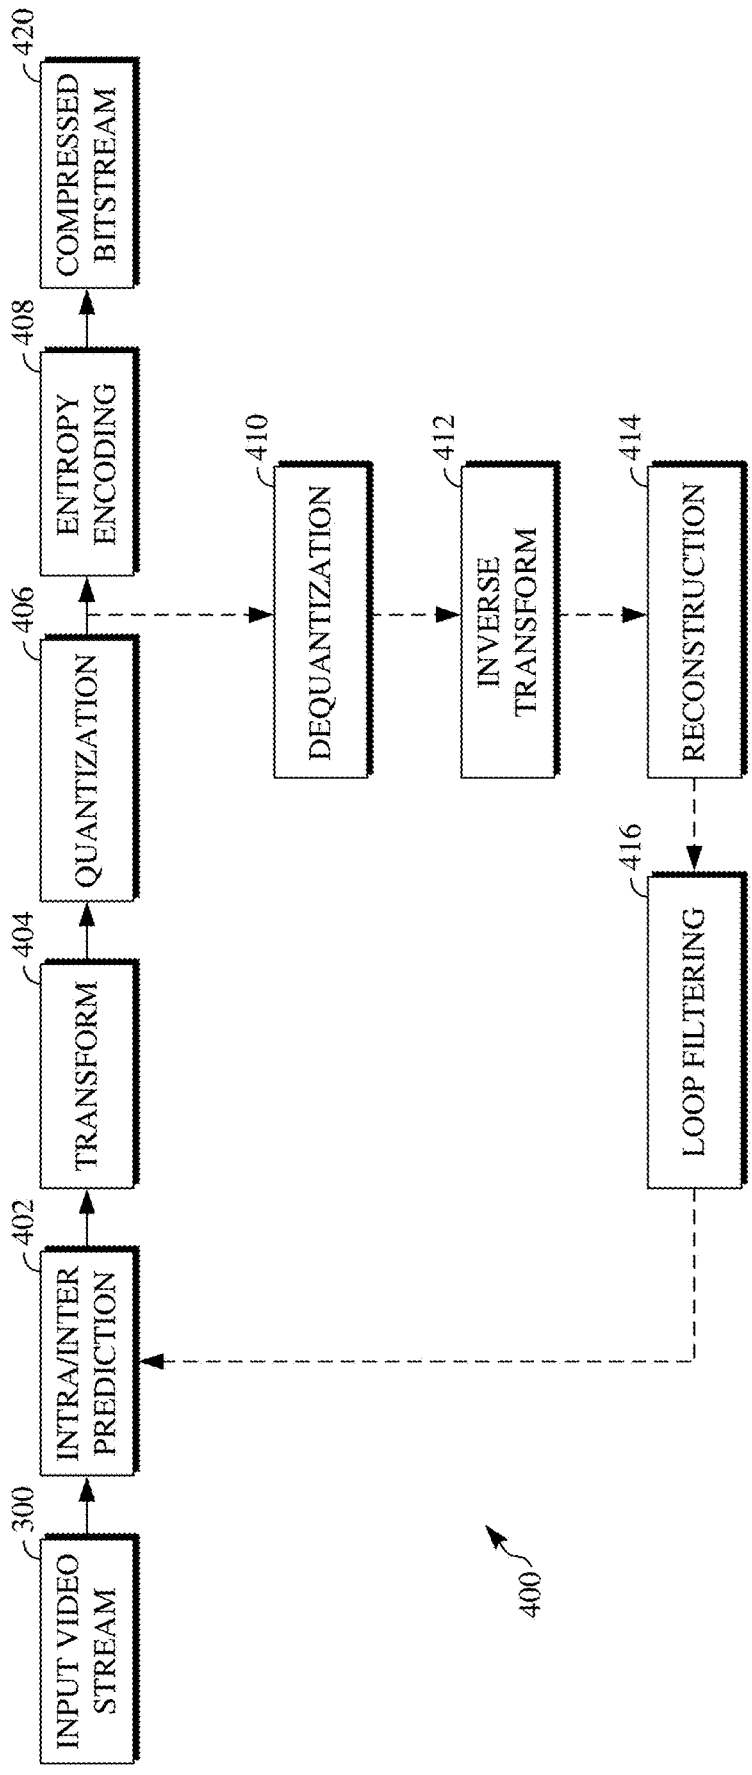 300
INPUT VIDEO
STREAM
402
INTRA/INTER
PREDICTION
404
TRANSFORM
406
QUANTIZATION
408
ENTROPY
ENCODING
420
COMPRESSED
BITSTREAM
410
DEQUANTIZATION
412
INVERSE
TRANSFORM
414
RECONSTRUCTION
416
LOOP FILTERING
400